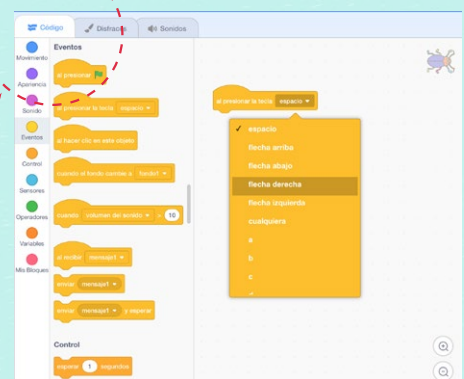 Código
Disfraces
Sonidos
Movimiento
Apariencia
Sonido
Eventos
Control
Sensores
Operadores
Variables
Mis Bloques
Eventos
al presionar
al presionar la tecla espacio
al hacer clic en este objeto
cuando el fondo cambie a fondo1
cuando volumen del sonido > 10
al recibir mensaje1
enviar mensaje1
enviar mensaje1 y esperar
Control
esperar 1 segundos
al presionar la tecla espacio
✓ espacio
flecha arriba
flecha abajo
flecha derecha
flecha izquierda
cualquiera
a
b
c